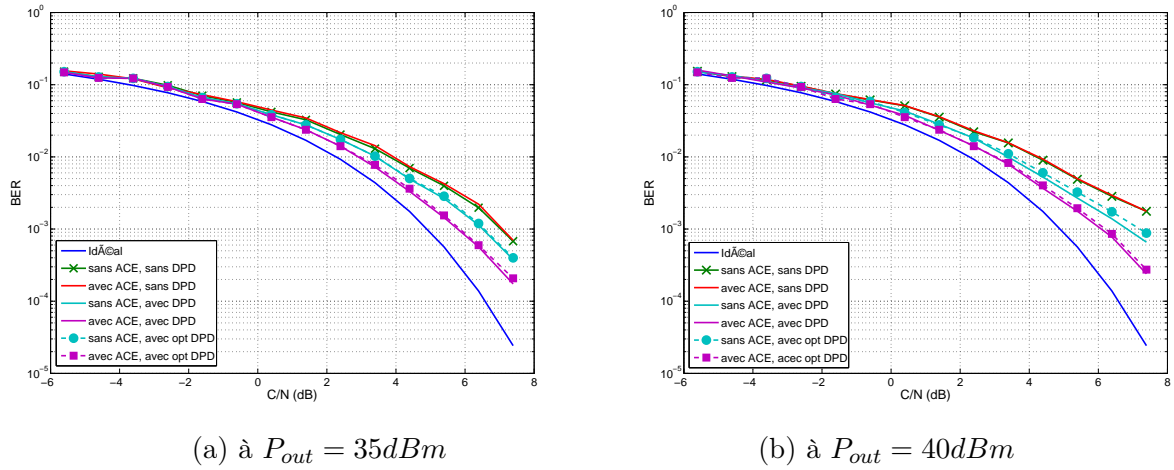 10^0
10^-1
10^-2
10^-3
10^-4
10^-5
BER
−6 −4 −2 0 2 4 6 8
C/N (dB)
IdÃ©al
sans ACE, sans DPD
avec ACE, sans DPD
sans ACE, avec DPD
avec ACE, avec DPD
sans ACE, avec opt DPD
avec ACE, avec opt DPD
(a) à P_out = 35dBm
10^0
10^-1
10^-2
10^-3
10^-4
10^-5
BER
−6 −4 −2 0 2 4 6 8
C/N (dB)
IdÃ©al
sans ACE, sans DPD
avec ACE, sans DPD
sans ACE, avec DPD
avec ACE, avec DPD
sans ACE, avec opt DPD
avec ACE, acec opt DPD
(b) à P_out = 40dBm